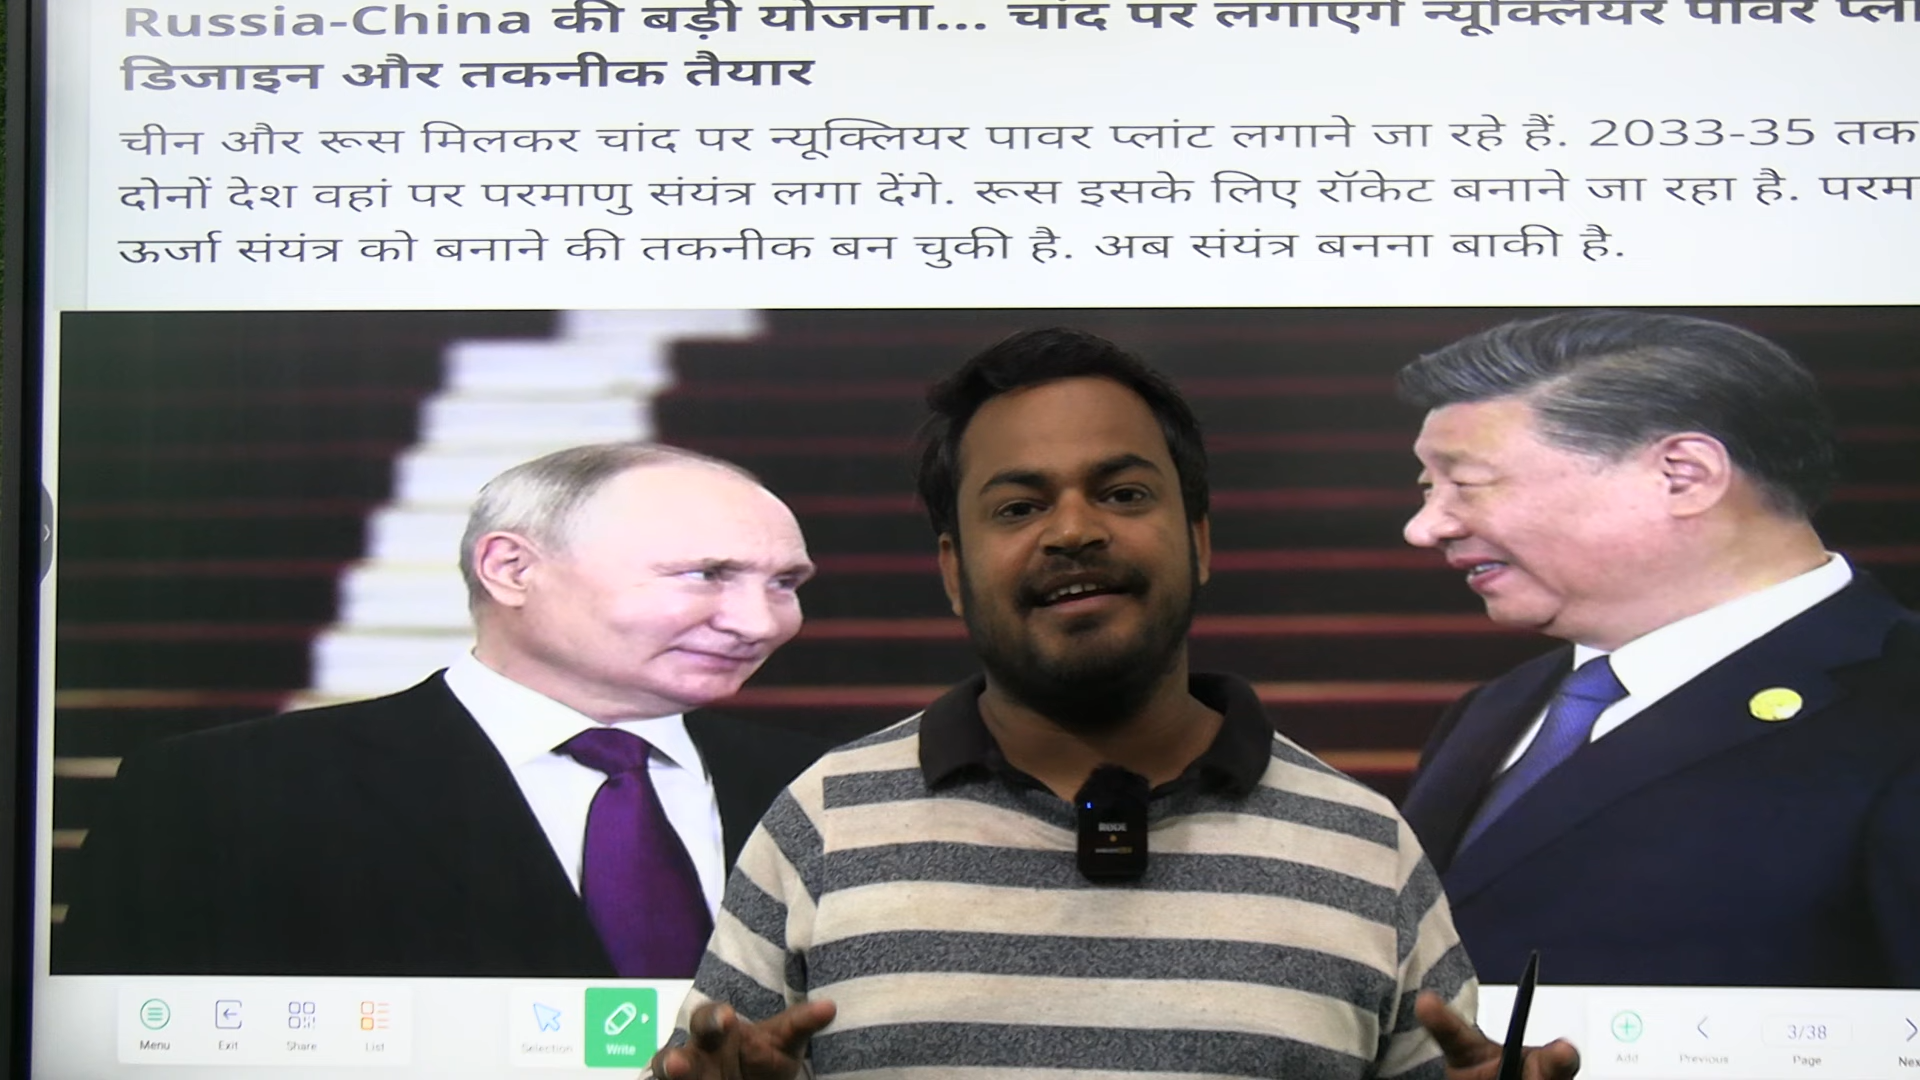 Russia-China की बड़ी योजना... चांद पर लगाएंगे न्यूक्लियर पावर
डिजाइन और तकनीक तैयार
चीन और रूस मिलकर चांद पर न्यूक्लियर पावर प्लांट लगाने जा रहे हैं. 2033-35 तक
दोनों देश वहां पर परमाणु संयंत्र लगा देंगे. रूस इसके लिए रॉकेट बनाने जा रहा है.
ऊर्जा संयंत्र को बनाने की तकनीक बन चुकी है. अब संयंत्र बनना बाकी है.
RODE
Menu Exit Share List Selection Write Add Previous 3/38 Page